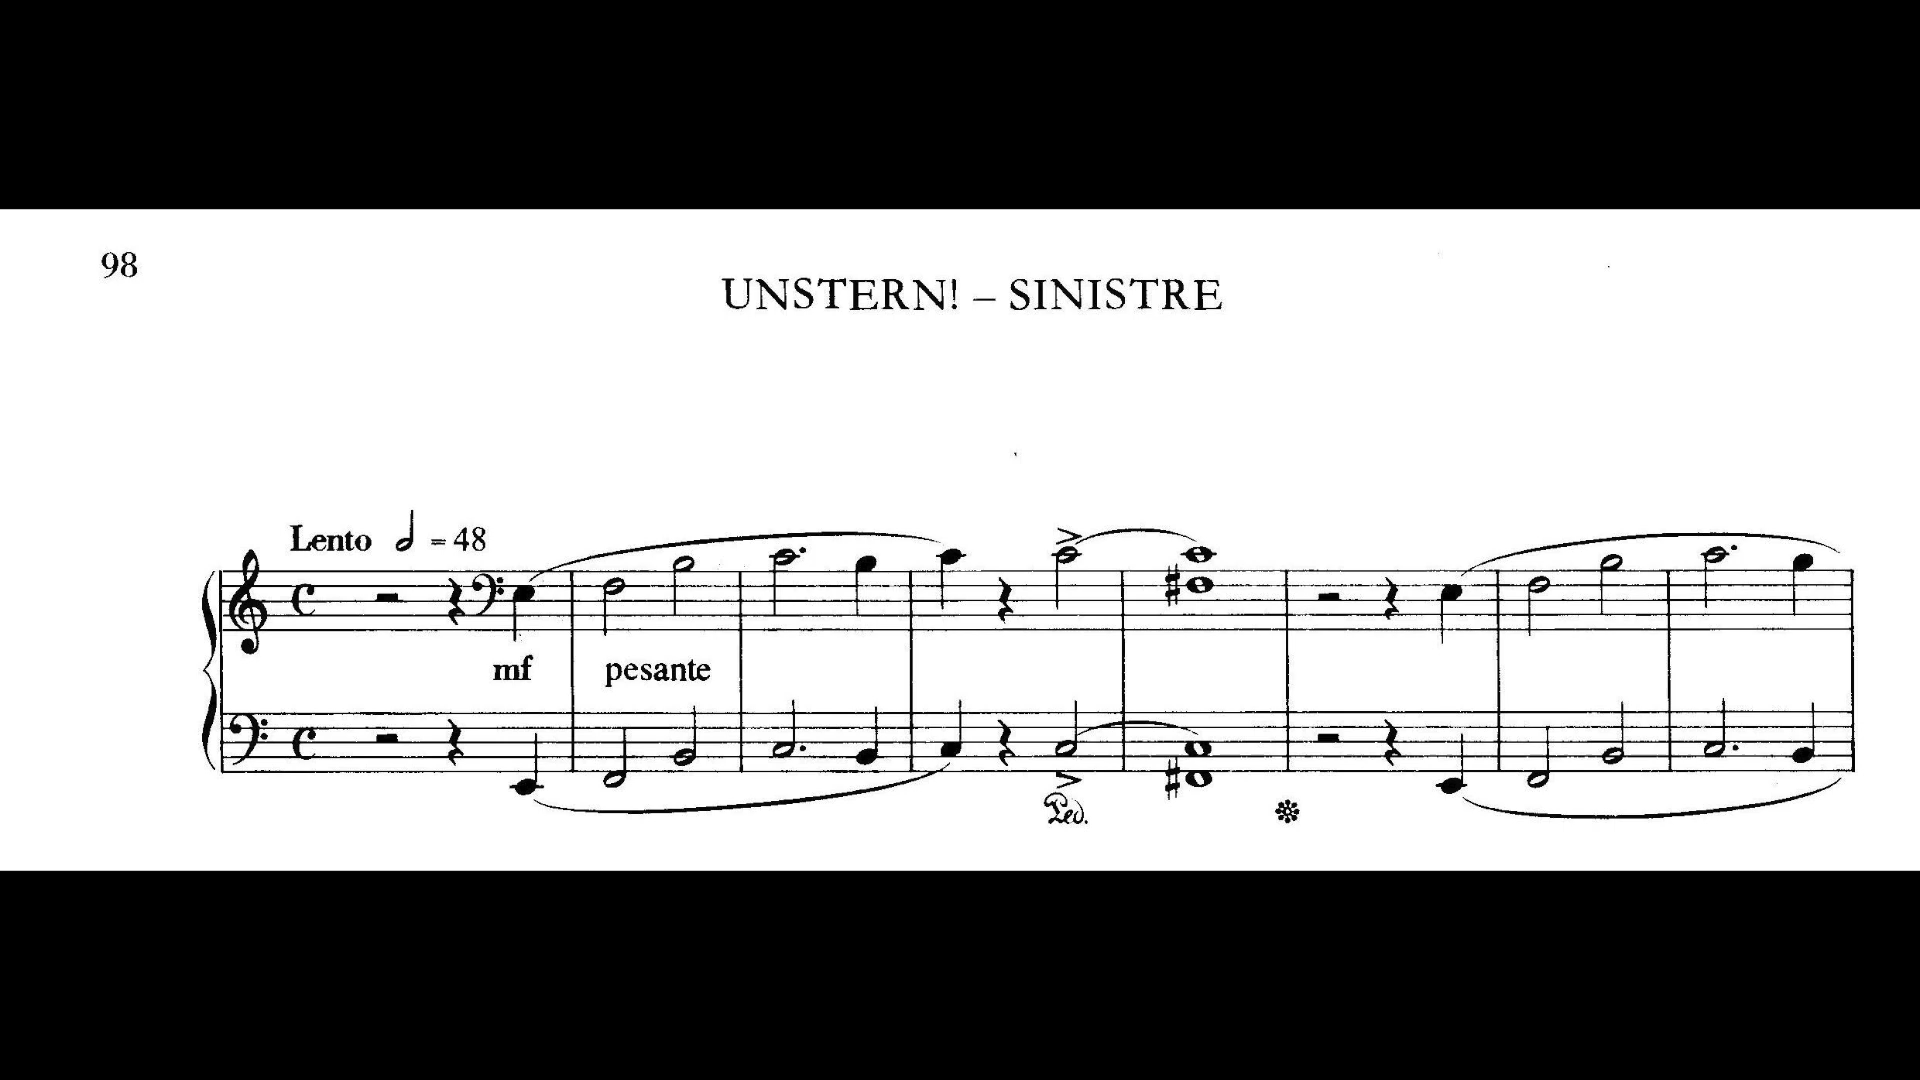 98
UNSTERN! – SINISTRE
Lento = 48
mf pesante
Ped.